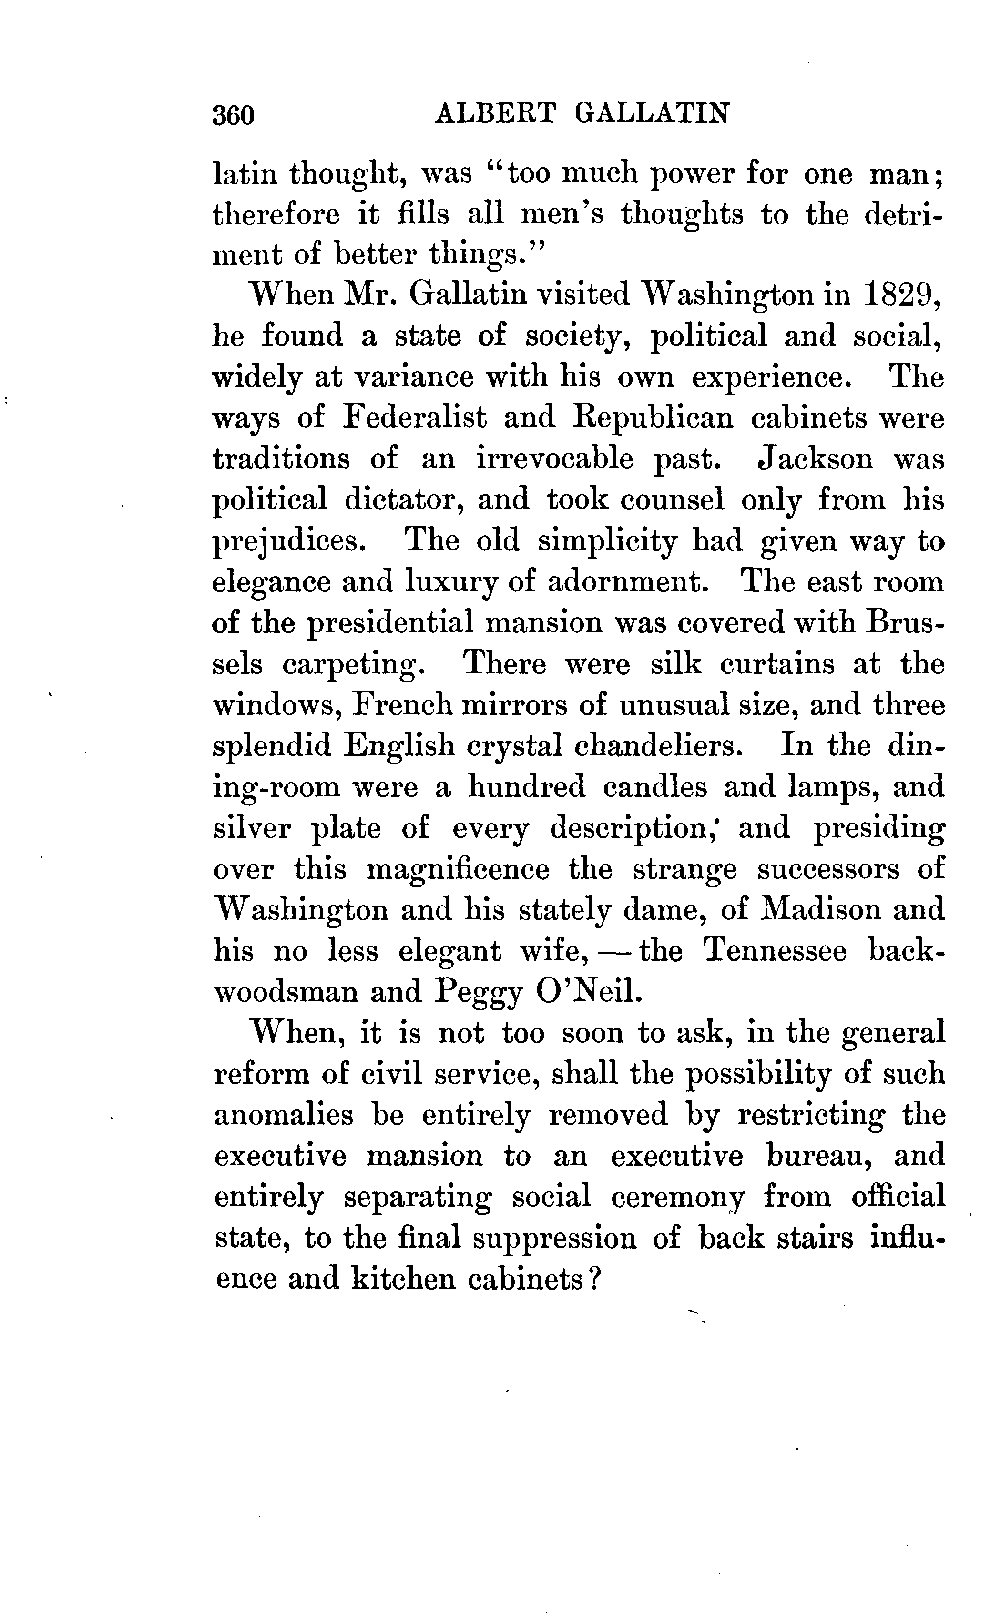 360 ALBERT GALLATIN
latin thought, was "too much power for one man;
therefore it fills all men's thoughts to the detri-
ment of better things."
When Mr. Gallatin visited Washington in 1829,
he found a state of society, political and social,
widely at variance with his own experience. The
ways of Federalist and Republican cabinets were
traditions of an irrevocable past. Jackson was
political dictator, and took counsel only from his
prejudices. The old simplicity had given way to
elegance and luxury of adornment. The east room
of the presidential mansion was covered with Brus-
sels carpeting. There were silk curtains at the
windows, French mirrors of unusual size, and three
splendid English crystal chandeliers. In the din-
ing-room were a hundred candles and lamps, and
silver plate of every description, and presiding
over this magnificence the strange successors of
Washington and his stately dame, of Madison and
his no less elegant wife, — the Tennessee back-
woodsman and Peggy O'Neil.
When, it is not too soon to ask, in the general
reform of civil service, shall the possibility of such
anomalies be entirely removed by restricting the
executive mansion to an executive bureau, and
entirely separating social ceremony from official
state, to the final suppression of back stairs influ-
ence and kitchen cabinets?